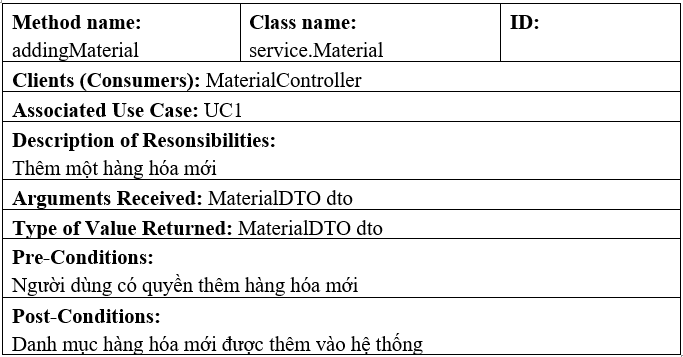 Method name:
addingMaterial
Class name:
service.Material
ID:
Clients (Consumers): MaterialController
Associated Use Case: UC1
Description of Resonsibilities:
Thêm một hàng hóa mới
Arguments Received: MaterialDTO dto
Type of Value Returned: MaterialDTO dto
Pre-Conditions:
Người dùng có quyền thêm hàng hóa mới
Post-Conditions:
Danh mục hàng hóa mới được thêm vào hệ thống